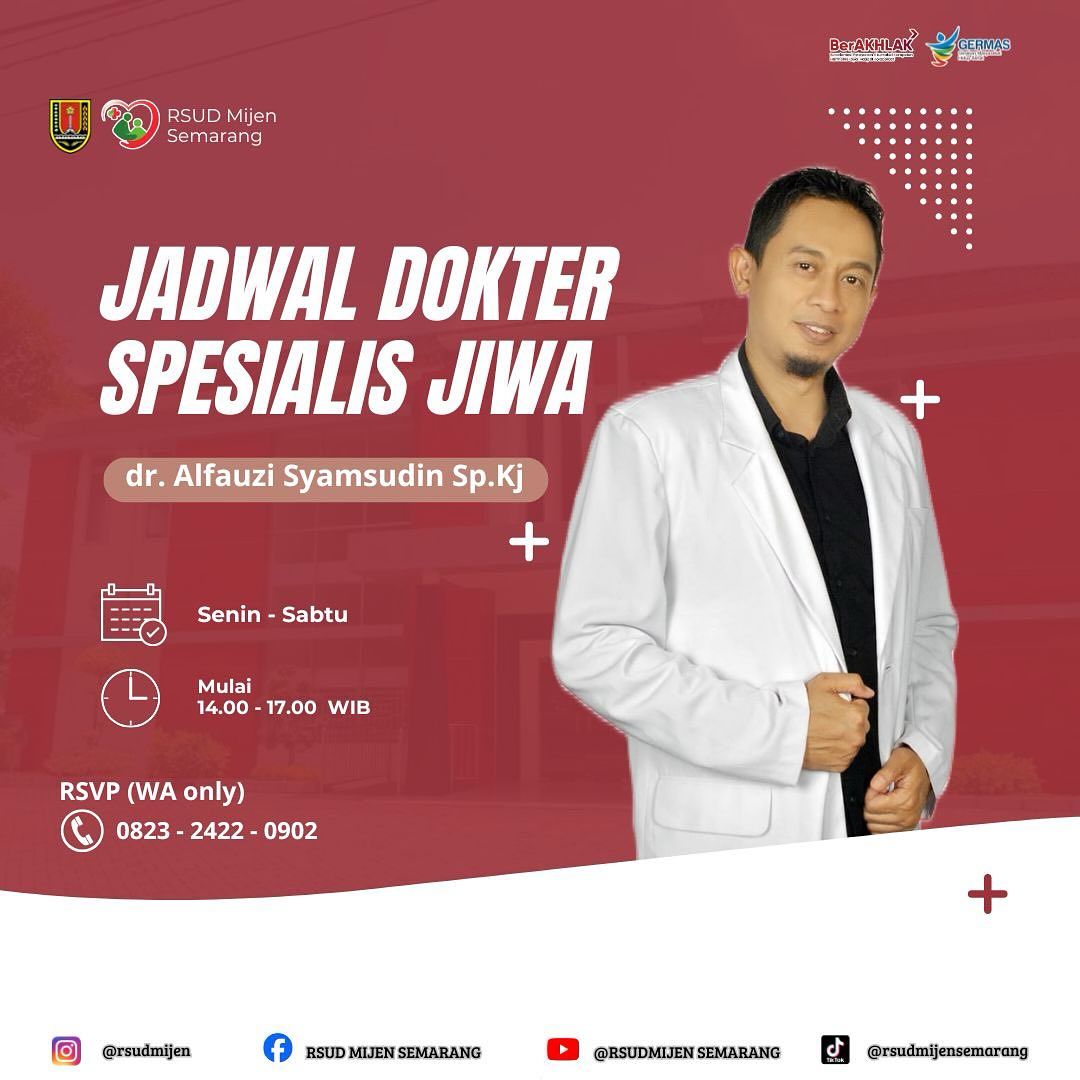 BerAKHLAK
GERMAS
RSUD Mijen
Semarang
JADWAL DOKTER
SPESIALIS JIWA
dr. Alfauzi Syamsudin Sp.Kj
Senin - Sabtu
Mulai
14.00 - 17.00 WIB
RSVP (WA only)
0823 - 2422 - 0902
@rsudmijen
RSUD MIJEN SEMARANG
@RSUDMIJEN SEMARANG
TikTok
@rsudmijensemarang